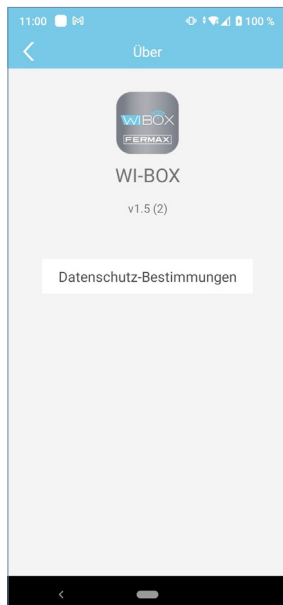 11:00 100 %
Über
WIBOX
FERMAX
WI-BOX
v1.5 (2)
Datenschutz-Bestimmungen